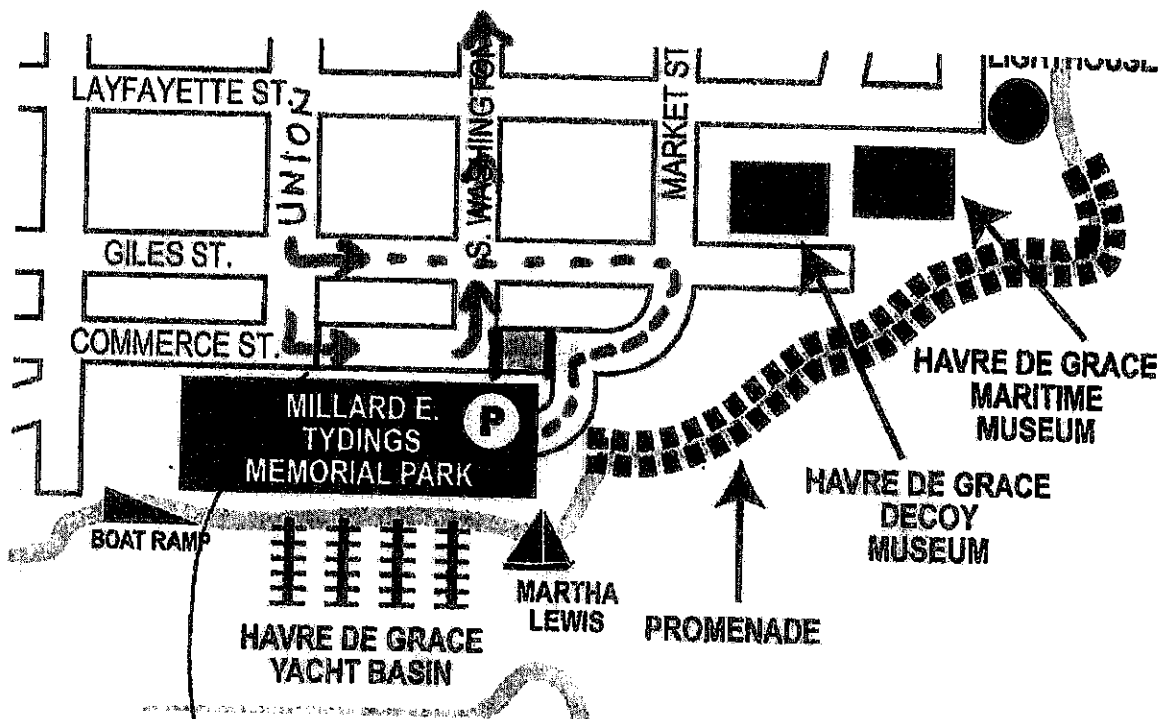 LIGHTHOUSE
LAYFAYETTE ST.
UNION
S. WASHINGTON
MARKET ST
GILES ST.
COMMERCE ST.
MILLARD E.
TYDINGS
MEMORIAL PARK
P
HAVRE DE GRACE
MARITIME
MUSEUM
HAVRE DE GRACE
DECOY
MUSEUM
BOAT RAMP
MARTHA
LEWIS
PROMENADE
HAVRE DE GRACE
YACHT BASIN